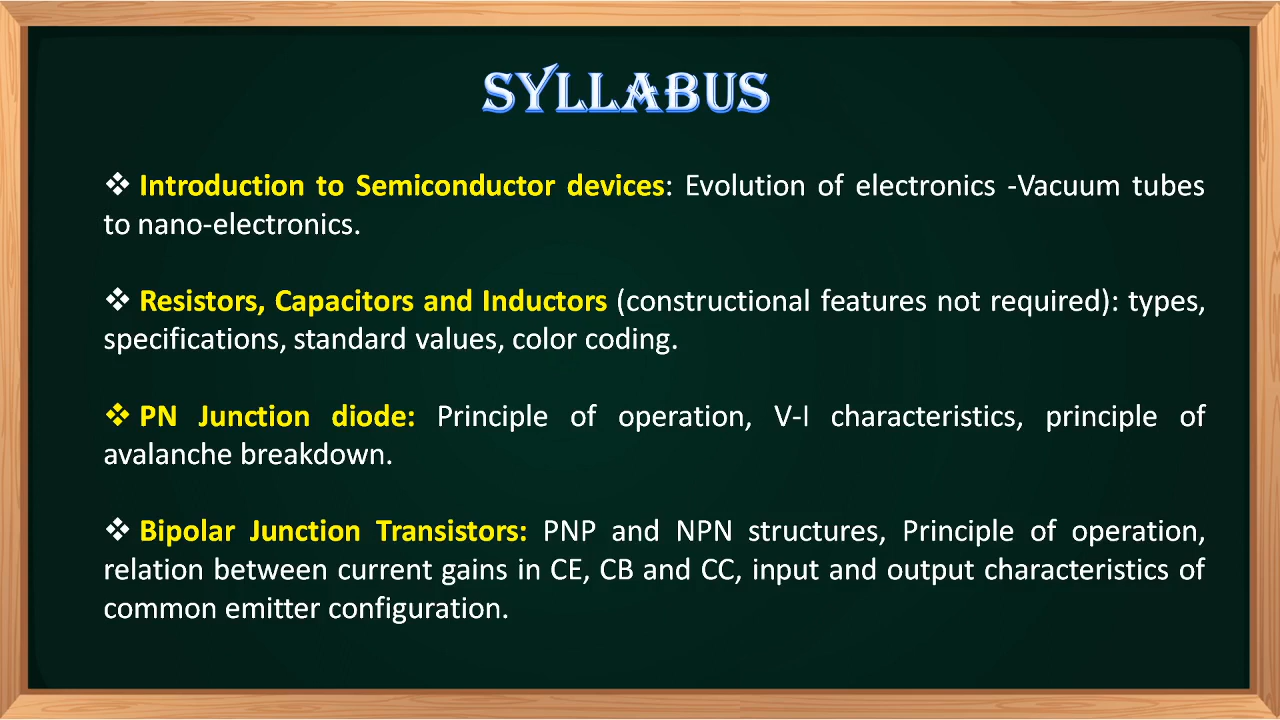 SYLLABUS
❖ Introduction to Semiconductor devices: Evolution of electronics -Vacuum tubes
to nano-electronics.
❖ Resistors, Capacitors and Inductors (constructional features not required): types,
specifications, standard values, color coding.
❖ PN Junction diode: Principle of operation, V-I characteristics, principle of
avalanche breakdown.
❖ Bipolar Junction Transistors: PNP and NPN structures, Principle of operation,
relation between current gains in CE, CB and CC, input and output characteristics of
common emitter configuration.